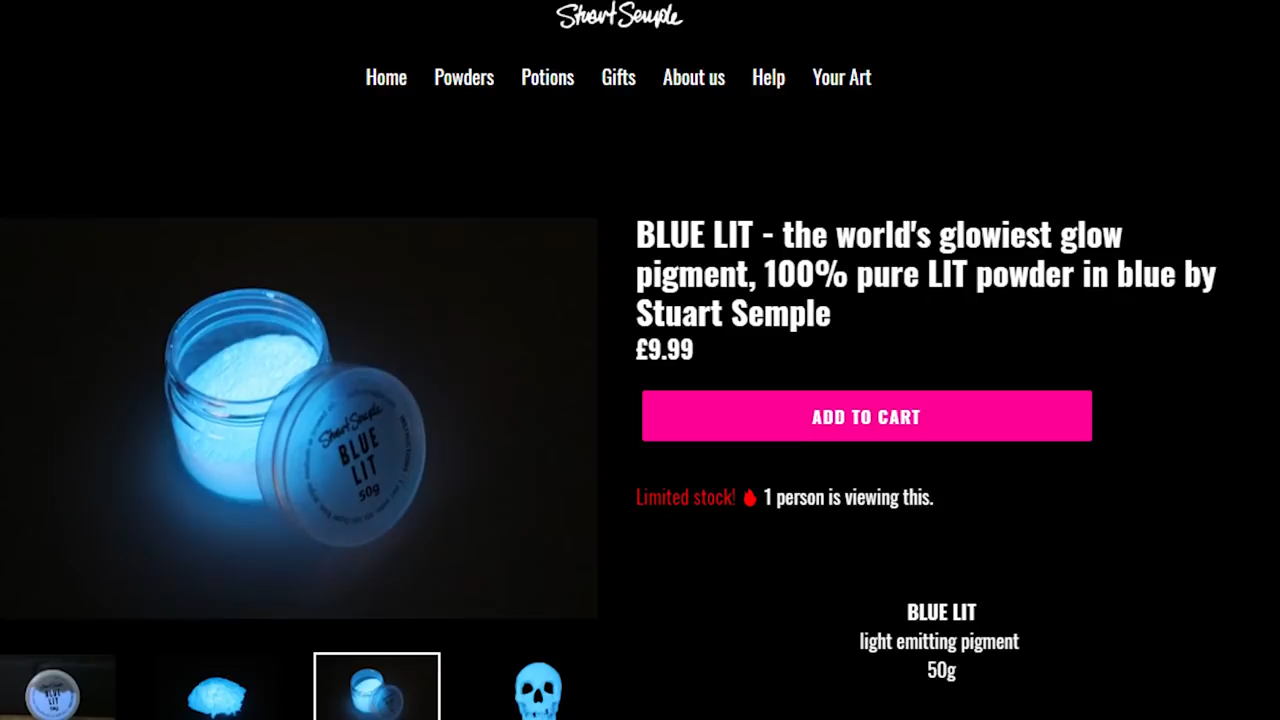 Stuart Semple
Home Powders Potions Gifts About us Help Your Art
BLUE LIT - the world's glowiest glow
pigment, 100% pure LIT powder in blue by
Stuart Semple
£9.99
ADD TO CART
Limited stock! 1 person is viewing this.
Stuart Semple
BLUE
LIT
50g
BLUE LIT
light emitting pigment
50g
BLUE
LIT